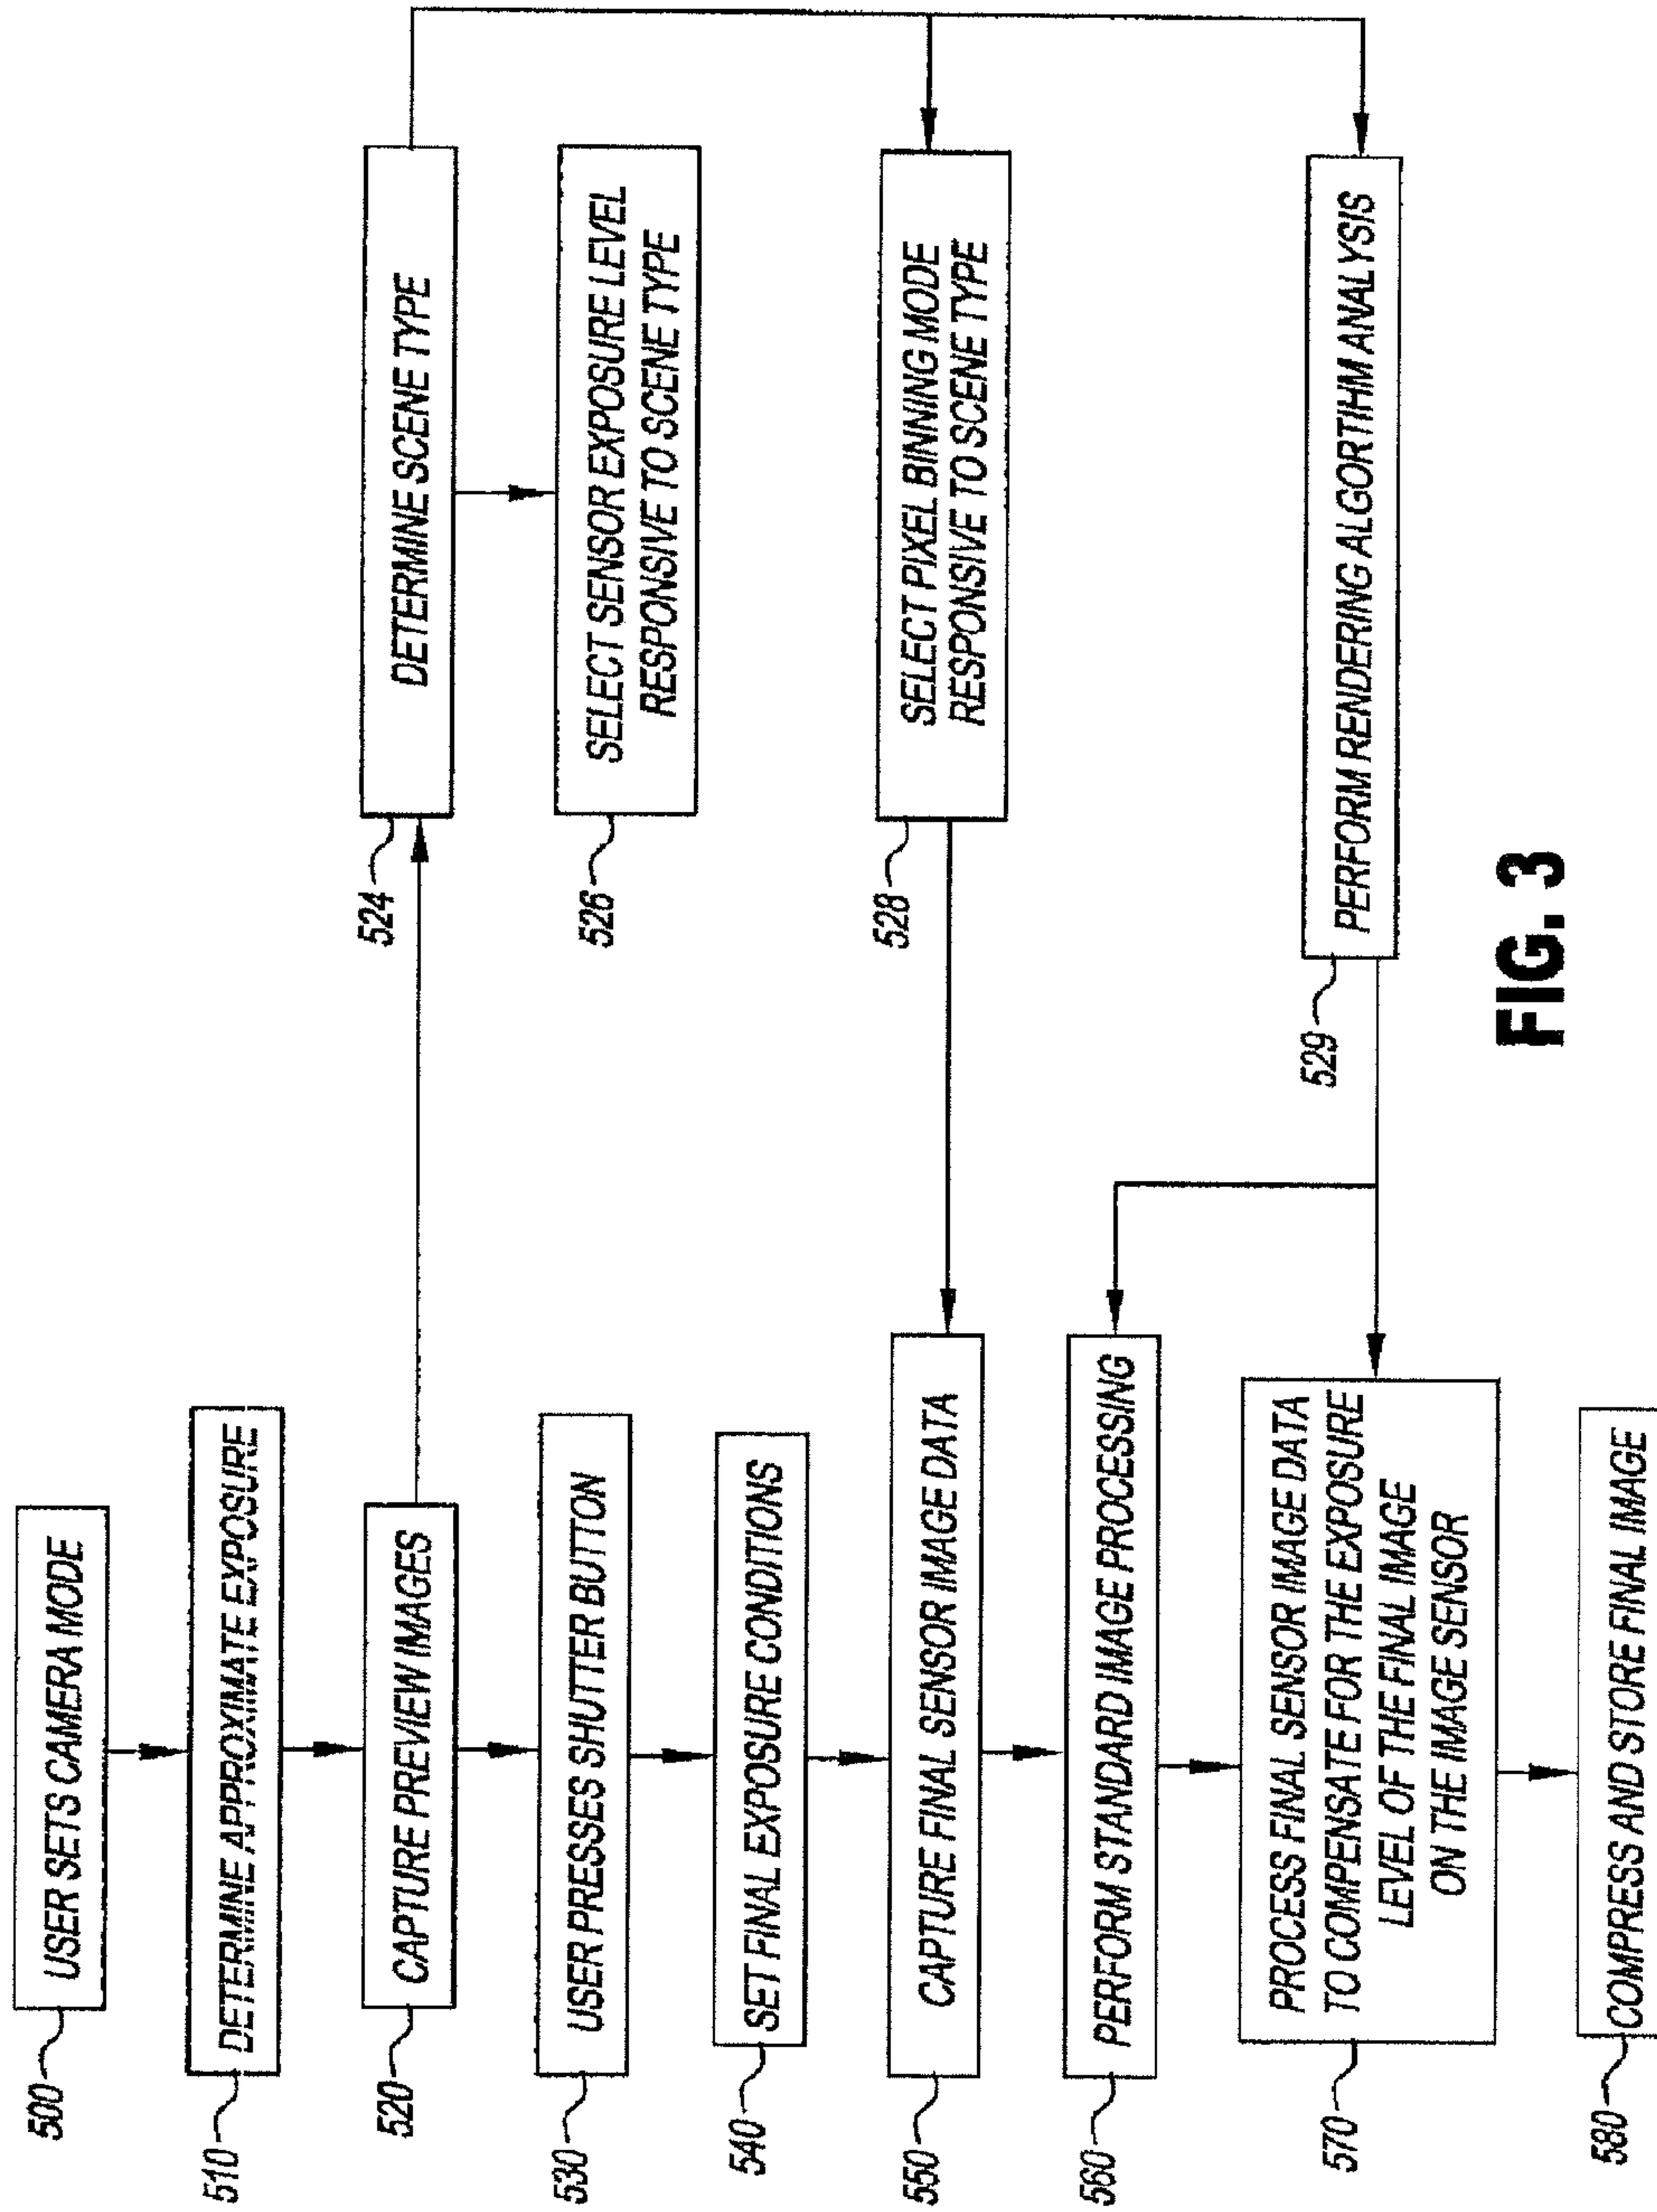 500
USER SETS CAMERA MODE
510
DETERMINE APPROXIMATE EXPOSURE
520
CAPTURE PREVIEW IMAGES
524
DETERMINE SCENE TYPE
526
SELECT SENSOR EXPOSURE LEVEL
RESPONSIVE TO SCENE TYPE
530
USER PRESSES SHUTTER BUTTON
540
SET FINAL EXPOSURE CONDITIONS
528
SELECT PIXEL BINNING MODE
RESPONSIVE TO SCENE TYPE
550
CAPTURE FINAL SENSOR IMAGE DATA
560
PERFORM STANDARD IMAGE PROCESSING
529
PERFORM RENDERING ALGORTIHM ANALYSIS
570
PROCESS FINAL SENSOR IMAGE DATA
TO COMPENSATE FOR THE EXPOSURE
LEVEL OF THE FINAL IMAGE
ON THE IMAGE SENSOR
580
COMPRESS AND STORE FINAL IMAGE
FIG. 3